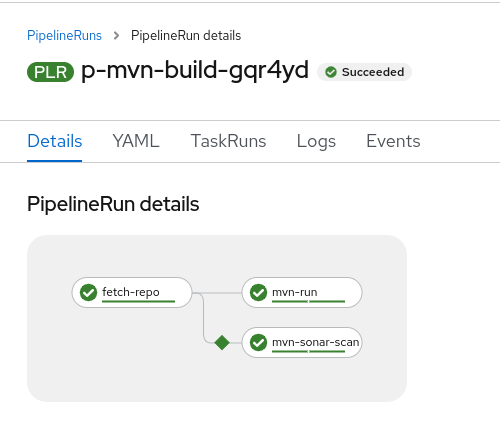 PipelineRuns > PipelineRun details
PLR p-mvn-build-gqr4yd Succeeded
Details YAML TaskRuns Logs Events
PipelineRun details
fetch-repo mvn-run
mvn-sonar-scan